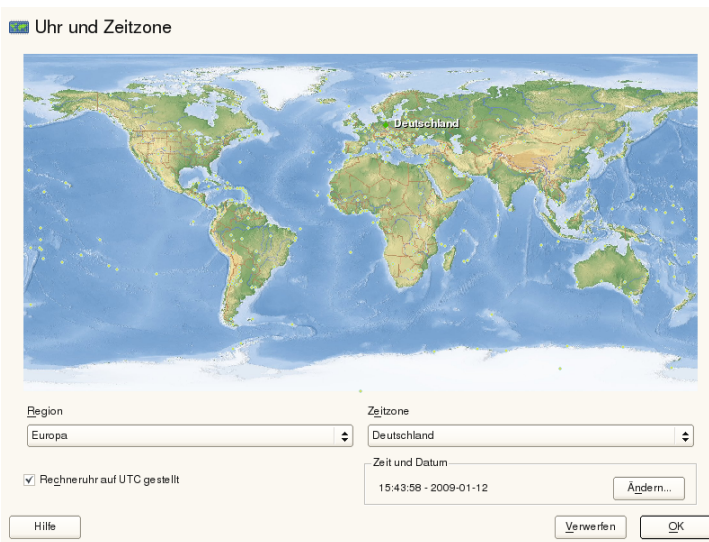 Uhr und Zeitzone
Deutschland
Region
Zeitzone
Europa
Deutschland
Rechneruhr auf UTC gestellt
Zeit und Datum
15:43:58 - 2009-01-12
Ändern...
Hilfe
Verwerfen
OK